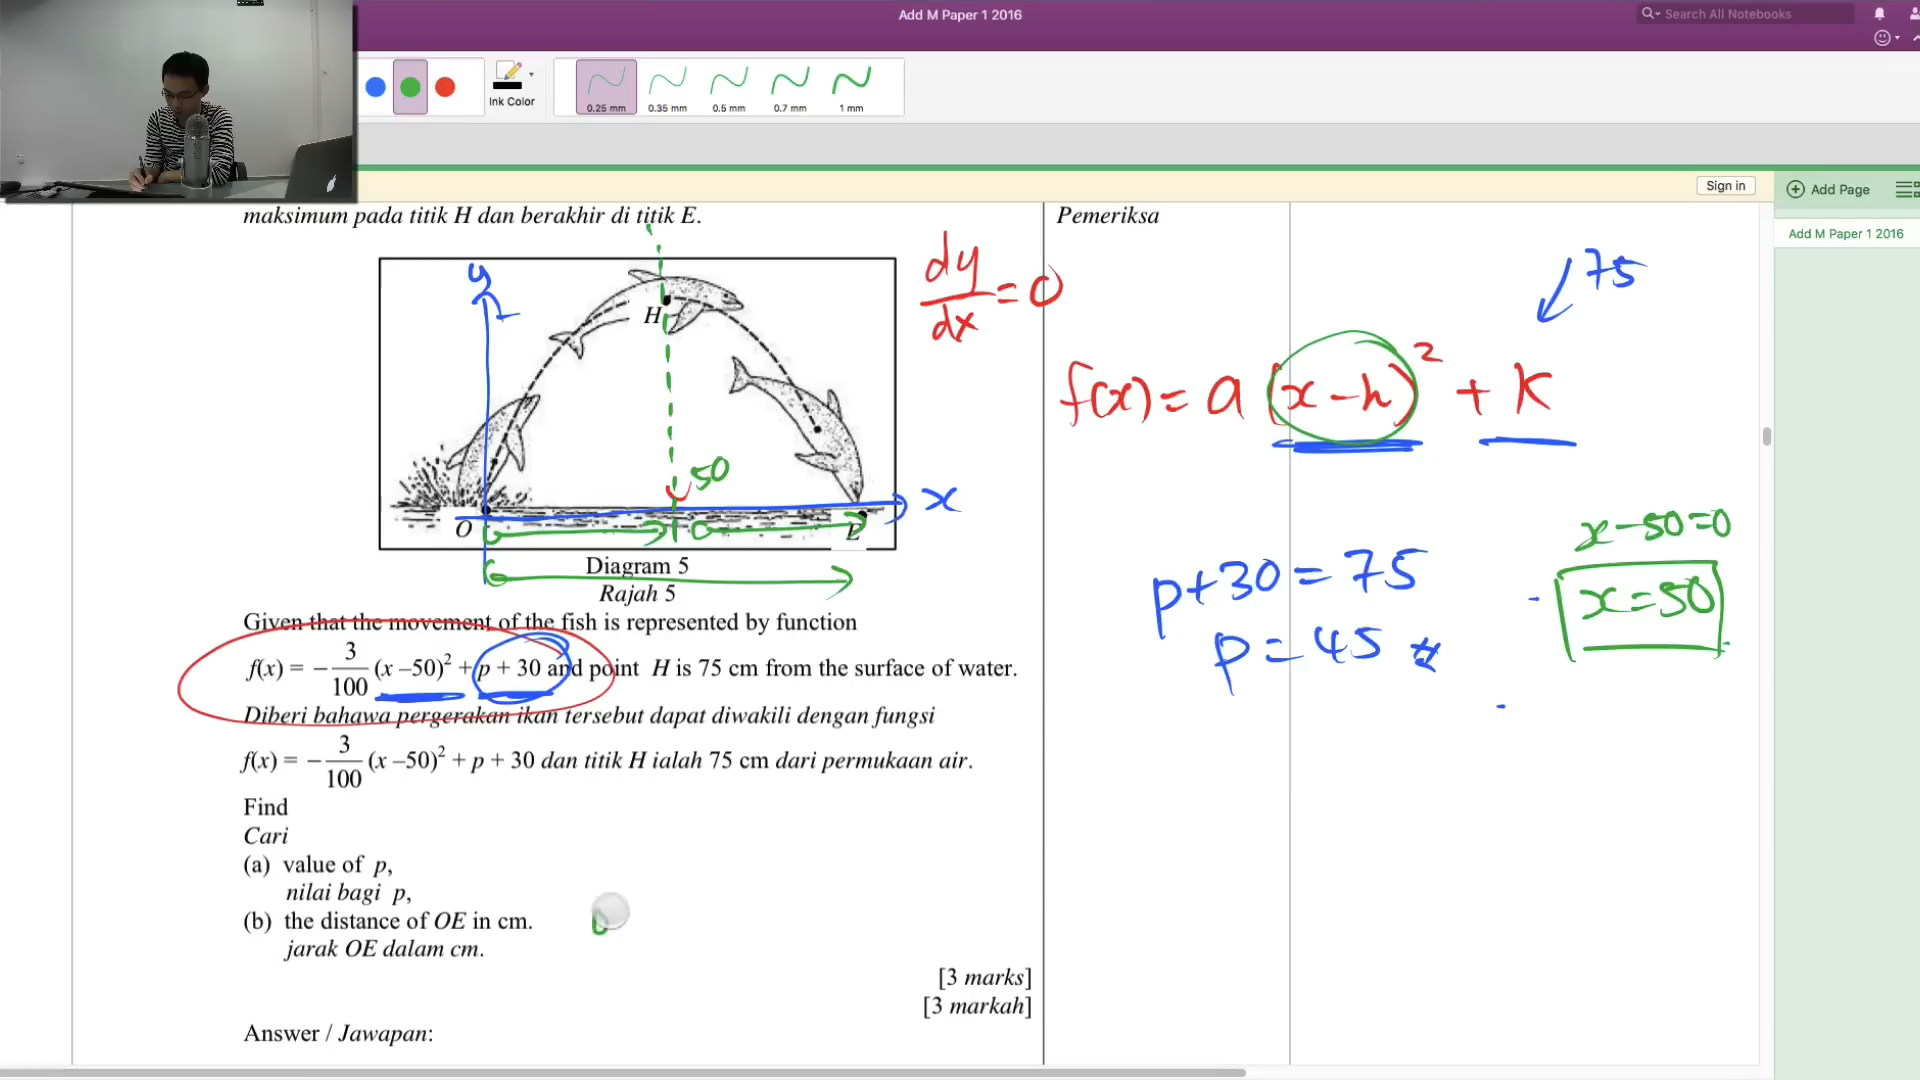 Add M Paper 1 2016
Search All Notebooks
Ink Color
0.25 mm
0.35 mm
0.5 mm
0.7 mm
1 mm
Sign in
Add Page
Add M Paper 1 2016
maksimum pada titik H dan berakhir di titik E.
Pemeriksa
y
H
O
E
x
50
dy/dx = 0
75
f(x) = a (x – h)² + k
Diagram 5
Rajah 5
p+30 = 75
p = 45
x – 50 = 0
x = 50
Given that the movement of the fish is represented by function
f(x) = – 3/100 (x –50)² + p + 30 and point H is 75 cm from the surface of water.
Diberi bahawa pergerakan ikan tersebut dapat diwakili dengan fungsi
f(x) = – 3/100 (x –50)² + p + 30 dan titik H ialah 75 cm dari permukaan air.
Find
Cari
(a) value of p,
nilai bagi p,
(b) the distance of OE in cm.
jarak OE dalam cm.
[3 marks]
[3 markah]
Answer / Jawapan: